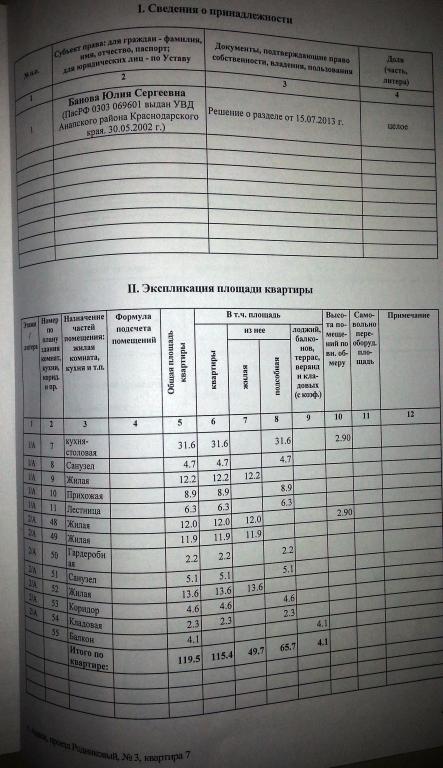 I. Сведения о принадлежности
№ п.п.
Субъект права: для граждан - фамилия, имя, отчество, паспорт; для юридических лиц - по Уставу
Документы, подтверждающие право собственности, владения, пользования
Доля (часть, литера)
1 2 3 4
1
Банова Юлия Сергеевна
(ПасРФ 0303 069601 выдан УВД
Анапского района Краснодарского
края. 30.05.2002 г.)
Решение о разделе от 15.07.2013 г.
целое
II. Экспликация площади квартиры
Этажи / литера
Номер по плану здания комнат, кухни, корид. и пр.
Назначение частей помещения: жилая комната, кухня и т.п.
Формула подсчета помещений
Общая площадь квартиры
В т.ч. площадь
квартиры
из нее
жилая
подсобная
лоджий, балконов, террас, веранд и кладовых (с коэф.)
Высота помещений по вн. обмеру
Самовольно переоборуд. площадь
Примечание
1 2 3 4 5 6 7 8 9 10 11 12
1/А 7 кухня-столовая 31.6 31.6 31.6 2.90
1/А 8 Санузел 4.7 4.7 4.7
1/А 9 Жилая 12.2 12.2 12.2
1/А 10 Прихожая 8.9 8.9 8.9
1/А 11 Лестница 6.3 6.3 6.3
2/А 48 Жилая 12.0 12.0 12.0 2.90
2/А 49 Жилая 11.9 11.9 11.9
2/А 50 Гардеробная 2.2 2.2 2.2
2/А 51 Санузел 5.1 5.1 5.1
2/А 52 Жилая 13.6 13.6 13.6
2/А 53 Коридор 4.6 4.6 4.6
2/А 54 Кладовая 2.3 2.3 2.3
55 Балкон 4.1 4.1
Итого по квартире: 119.5 115.4 49.7 65.7 4.1
проезд Родниковый, № 3, квартира 7